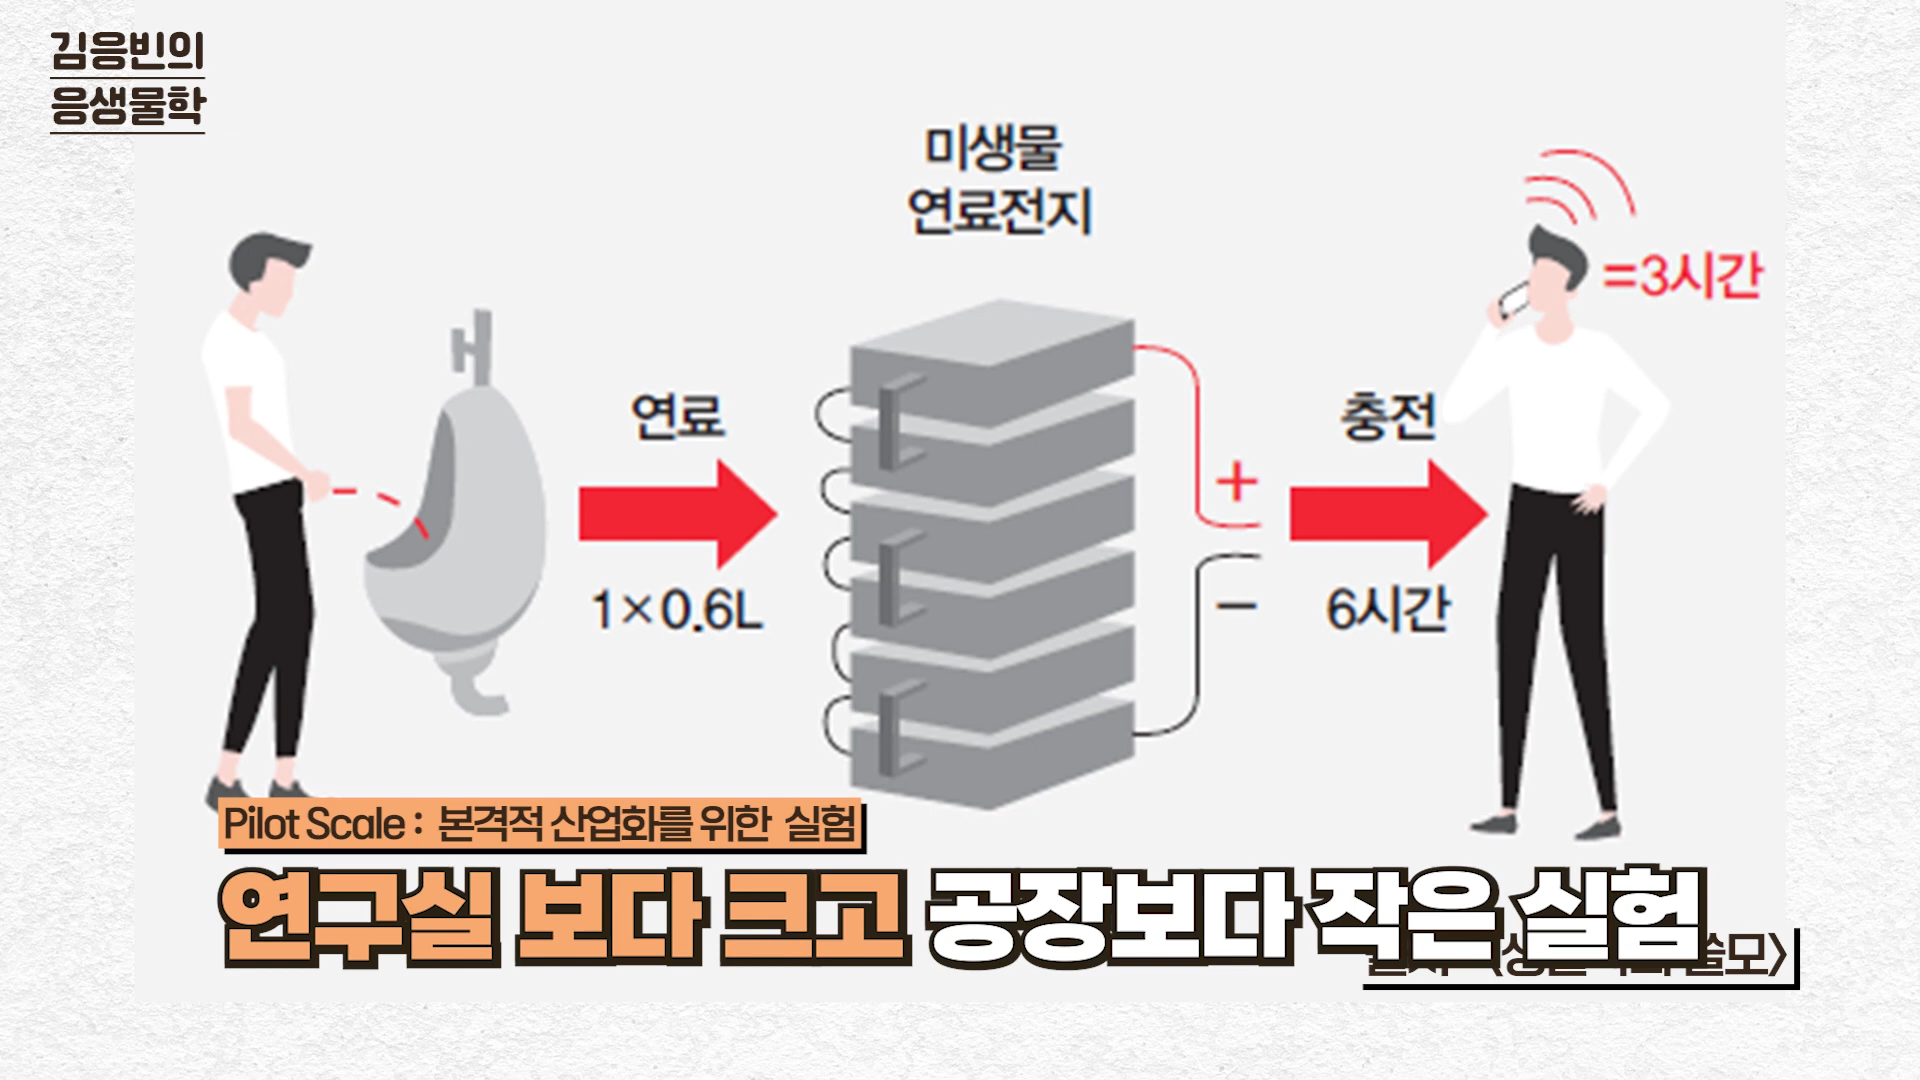 김응빈의
응생물학
미생물
연료전지
=3시간
연료
충전
+
1×0.6L
−
6시간
Pilot Scale : 본격적 산업화를 위한 실험
연구실 보다 크고 공장보다 작은 실험